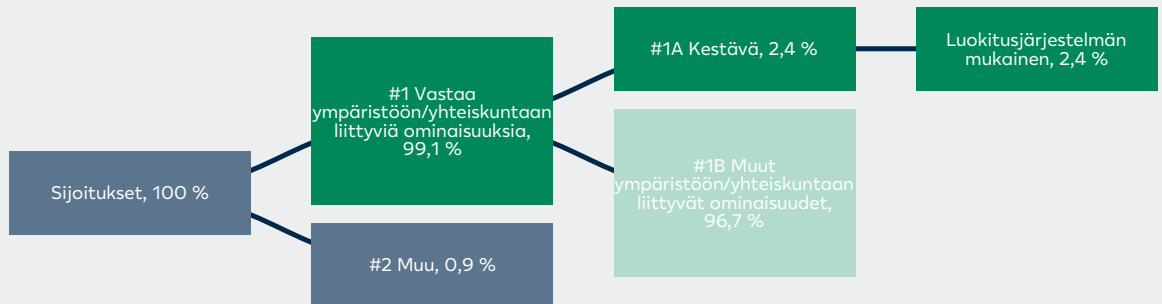 Sijoitukset, 100 %
#1 Vastaa
ympäristöön/yhteiskuntaan
liittyviä ominaisuuksia,
99,1 %
#2 Muu, 0,9 %
#1A Kestävä, 2,4 %
#1B Muut
ympäristöön/yhteiskuntaan
liittyvät ominaisuudet,
96,7 %
Luokitusjärjestelmän
mukainen, 2,4 %